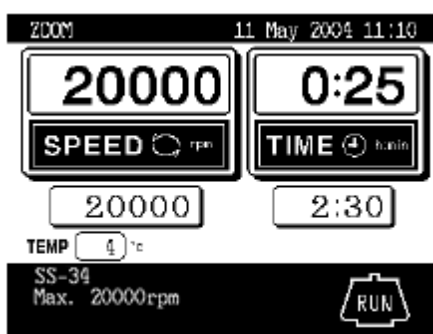 ZOOM 11 May 2004 11:10
20000 0:25
SPEED rpm TIME h:min
20000 2:30
TEMP 4 °C
SS-34
Max. 20000rpm
RUN